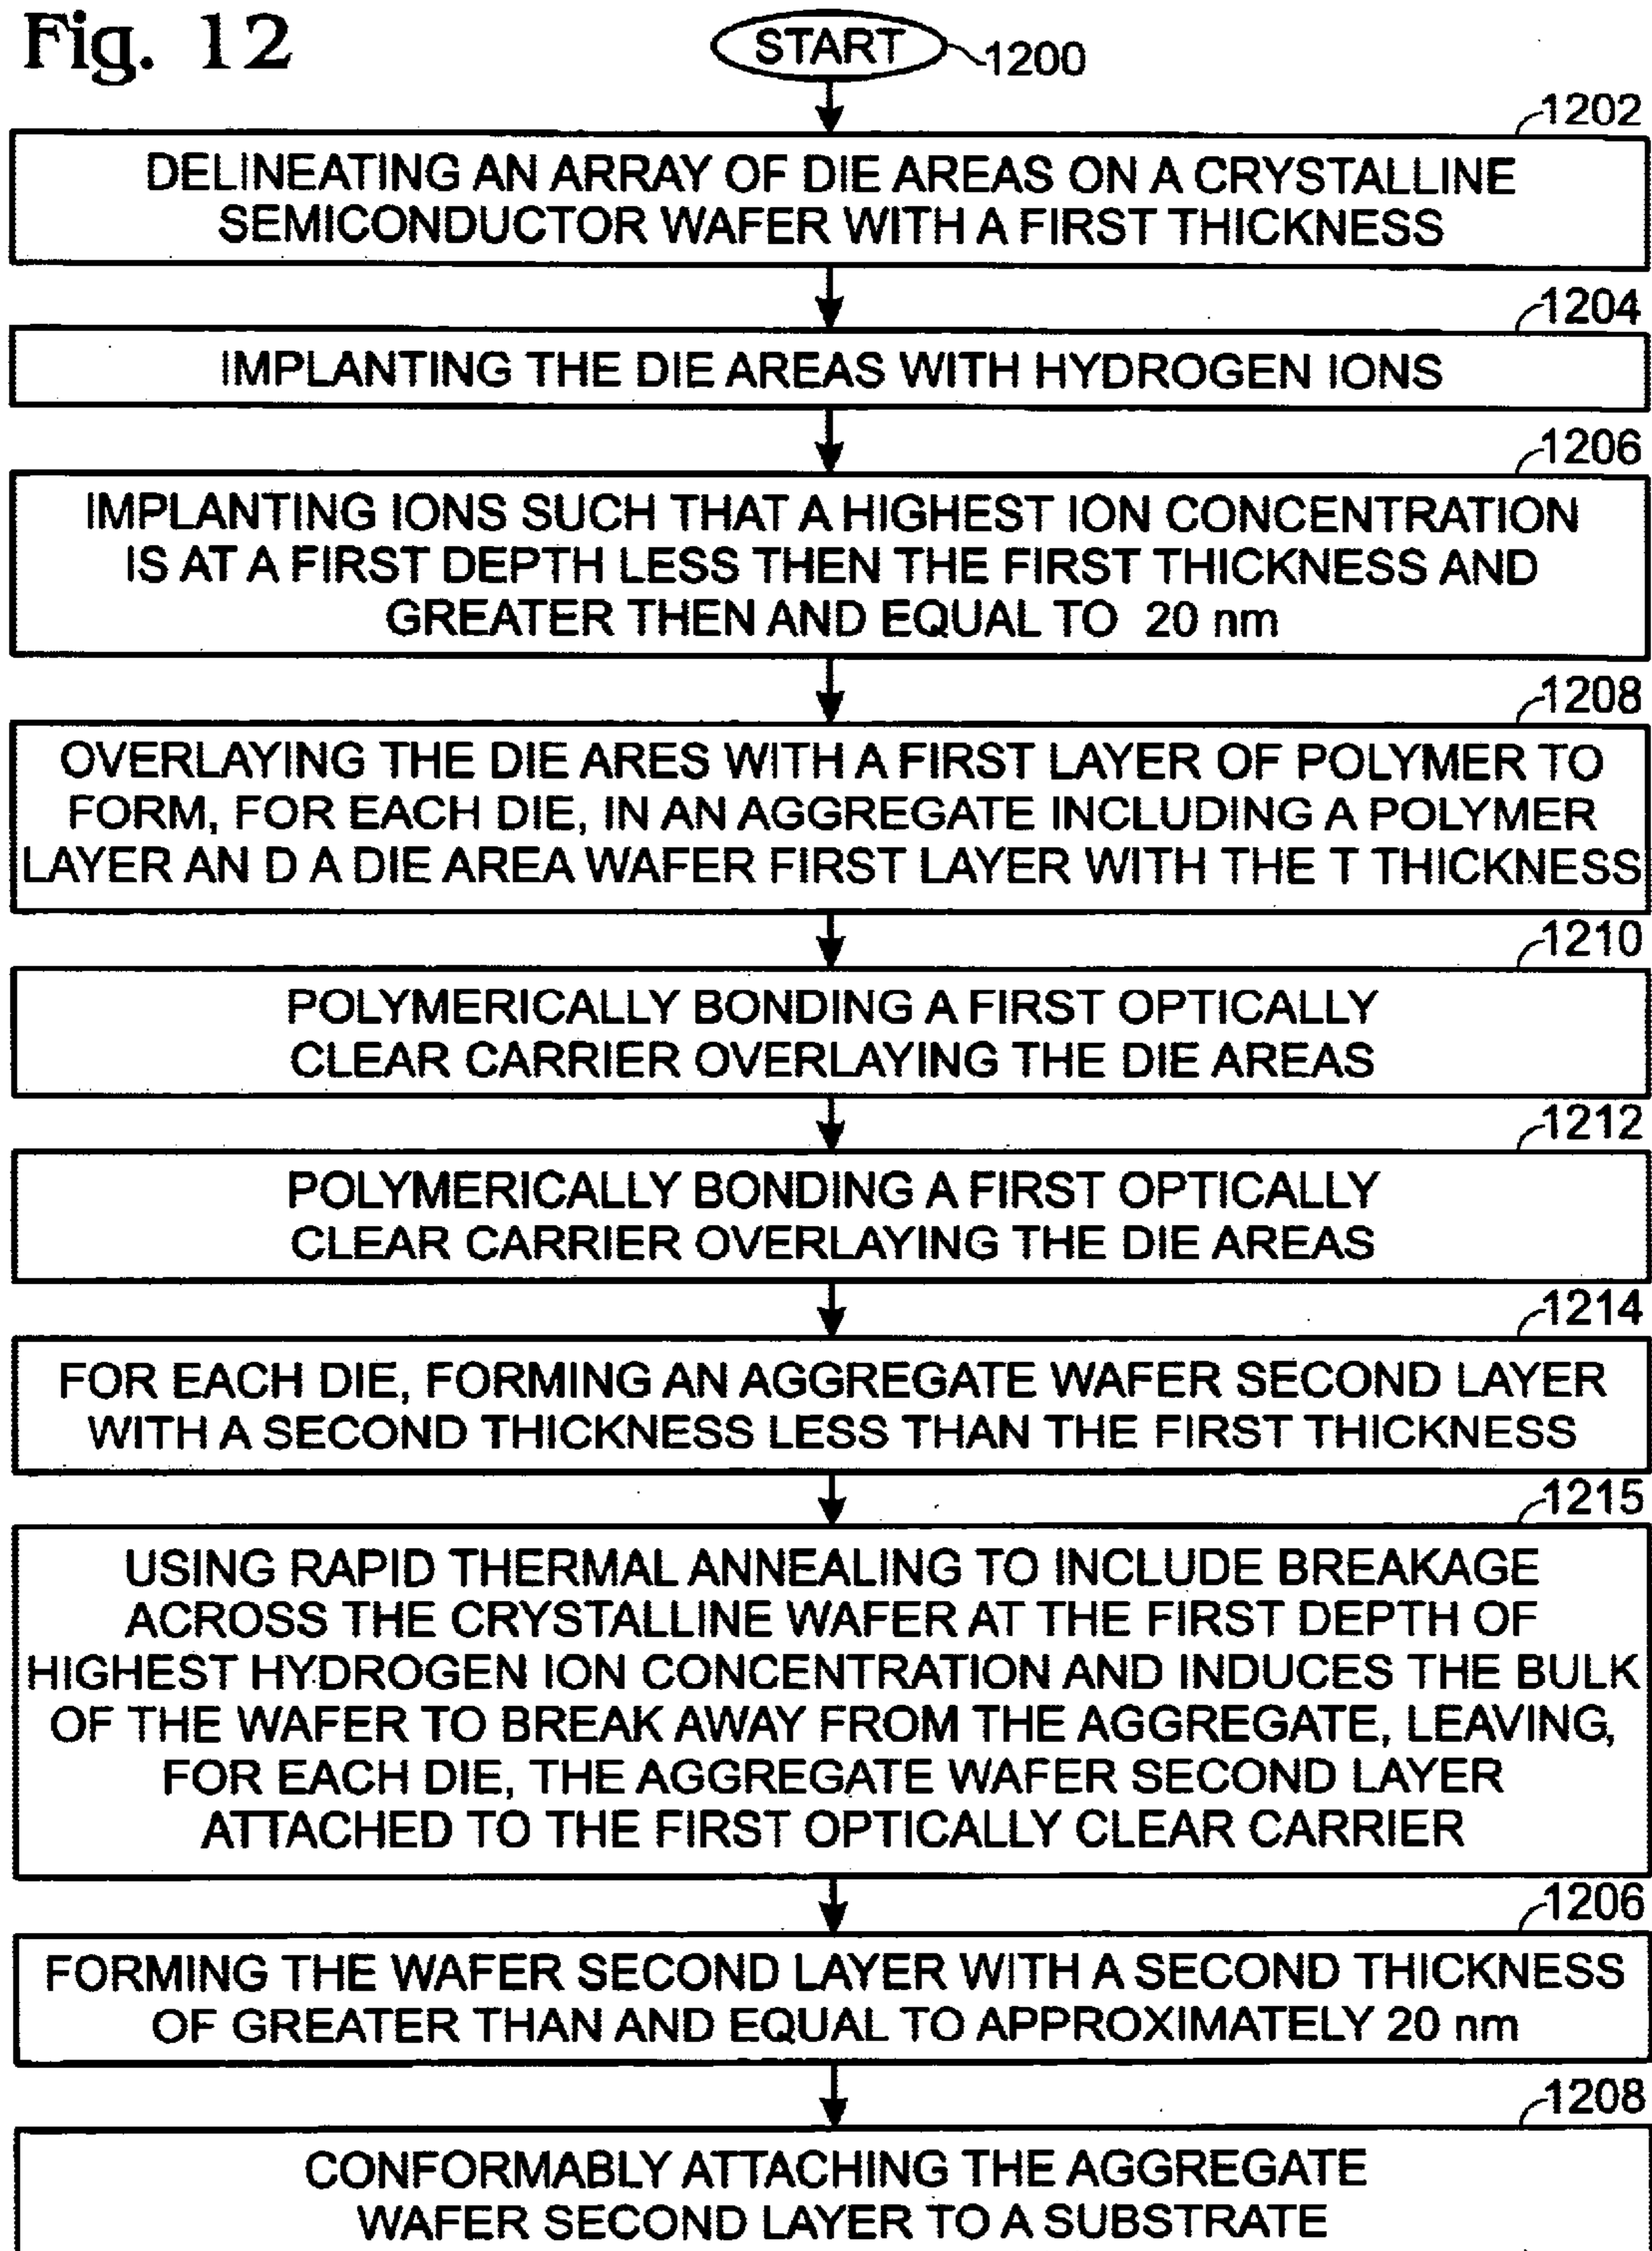 Fig. 12
START
1200
1202
DELINEATING AN ARRAY OF DIE AREAS ON A CRYSTALLINE
SEMICONDUCTOR WAFER WITH A FIRST THICKNESS
1204
IMPLANTING THE DIE AREAS WITH HYDROGEN IONS
1206
IMPLANTING IONS SUCH THAT A HIGHEST ION CONCENTRATION
IS AT A FIRST DEPTH LESS THEN THE FIRST THICKNESS AND
GREATER THEN AND EQUAL TO 20 nm
1208
OVERLAYING THE DIE ARES WITH A FIRST LAYER OF POLYMER TO
FORM, FOR EACH DIE, IN AN AGGREGATE INCLUDING A POLYMER
LAYER AN D A DIE AREA WAFER FIRST LAYER WITH THE T THICKNESS
1210
POLYMERICALLY BONDING A FIRST OPTICALLY
CLEAR CARRIER OVERLAYING THE DIE AREAS
1212
POLYMERICALLY BONDING A FIRST OPTICALLY
CLEAR CARRIER OVERLAYING THE DIE AREAS
1214
FOR EACH DIE, FORMING AN AGGREGATE WAFER SECOND LAYER
WITH A SECOND THICKNESS LESS THAN THE FIRST THICKNESS
1215
USING RAPID THERMAL ANNEALING TO INCLUDE BREAKAGE
ACROSS THE CRYSTALLINE WAFER AT THE FIRST DEPTH OF
HIGHEST HYDROGEN ION CONCENTRATION AND INDUCES THE BULK
OF THE WAFER TO BREAK AWAY FROM THE AGGREGATE, LEAVING,
FOR EACH DIE, THE AGGREGATE WAFER SECOND LAYER
ATTACHED TO THE FIRST OPTICALLY CLEAR CARRIER
1206
FORMING THE WAFER SECOND LAYER WITH A SECOND THICKNESS
OF GREATER THAN AND EQUAL TO APPROXIMATELY 20 nm
1208
CONFORMABLY ATTACHING THE AGGREGATE
WAFER SECOND LAYER TO A SUBSTRATE